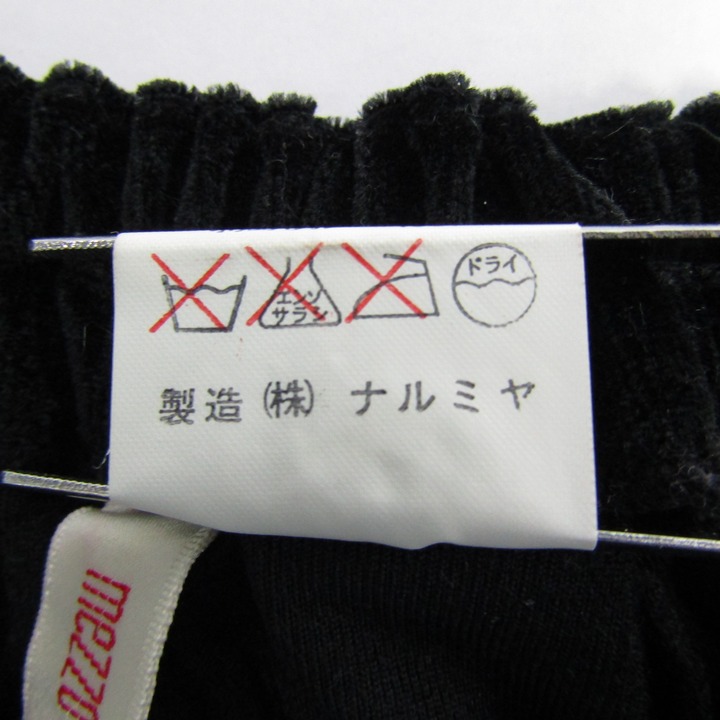 エンソ
サラシ
ドライ
製造(株) ナルミヤ
mezzo